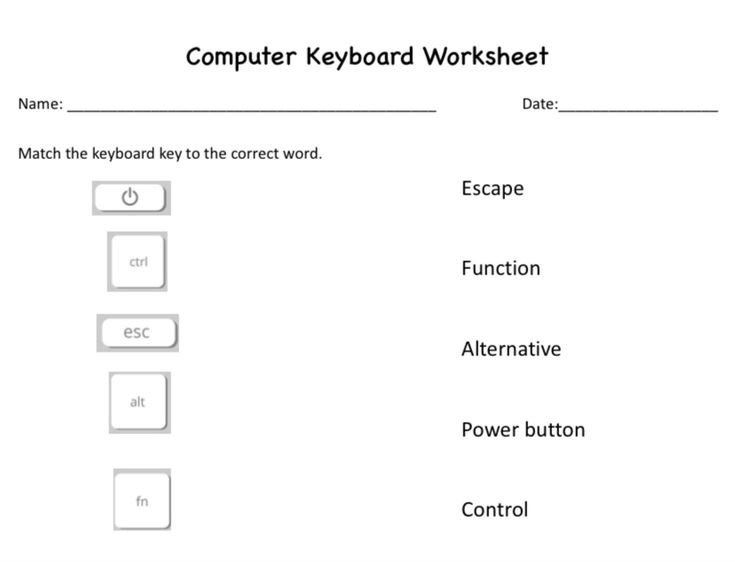 Computer Keyboard Worksheet
Name: ___________________________________________ Date:___________________
Match the keyboard key to the correct word.
Escape
ctrl
Function
esc
Alternative
alt
Power button
fn
Control